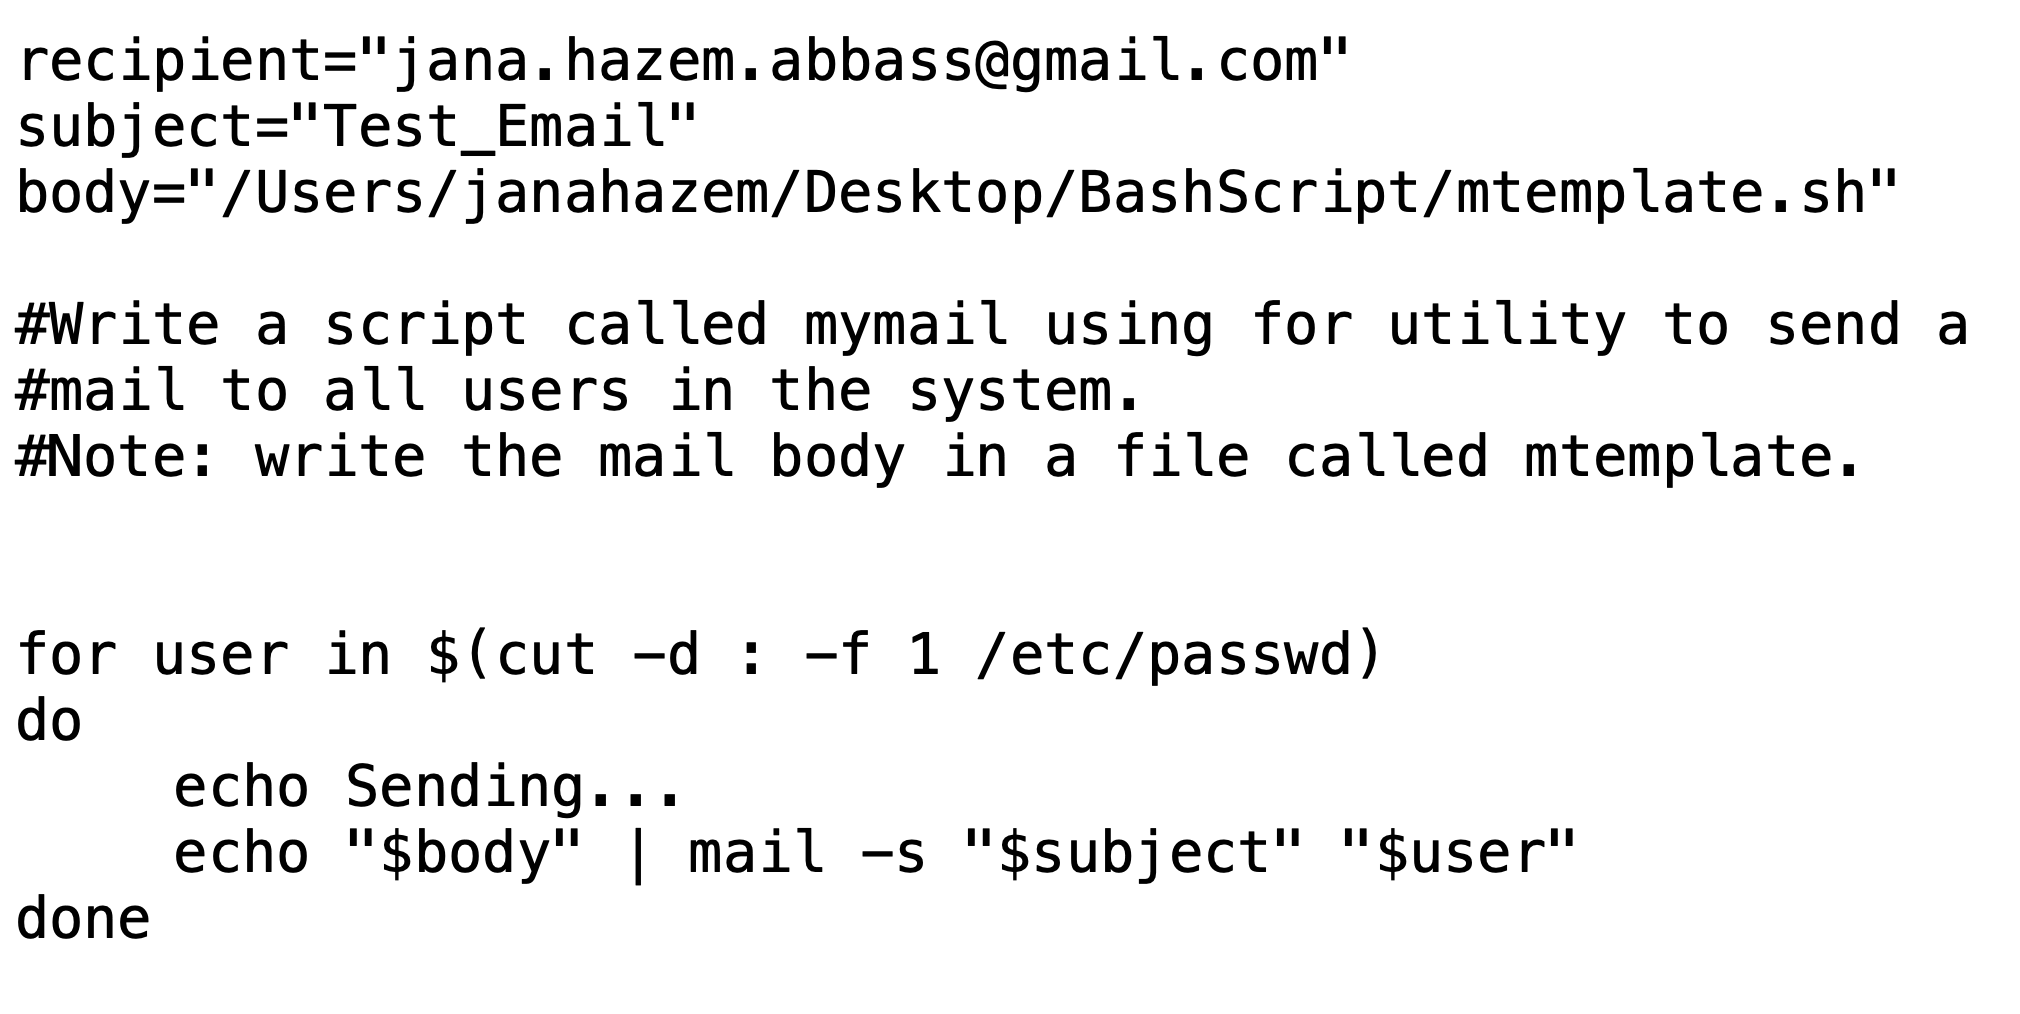 recipient="jana.hazem.abbass@gmail.com"
subject="Test_Email"
body="/Users/janahazem/Desktop/BashScript/mtemplate.sh"
#Write a script called mymail using for utility to send a
#mail to all users in the system.
#Note: write the mail body in a file called mtemplate.
for user in $(cut -d : -f 1 /etc/passwd)
do
echo Sending...
echo "$body" | mail -s "$subject" "$user"
done